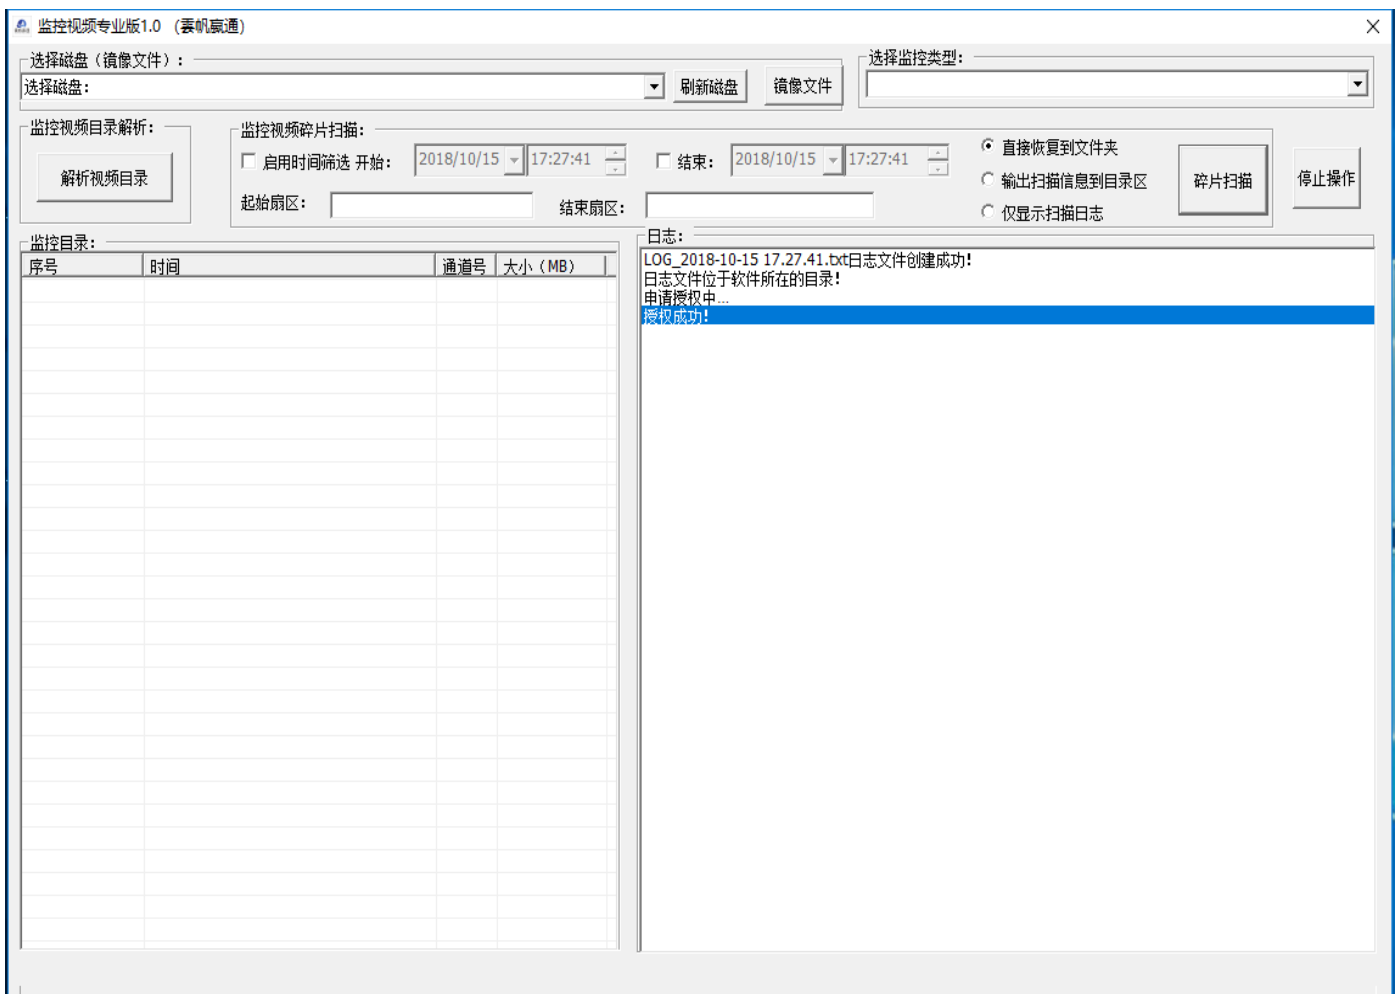 监控视频专业版1.0 （雲帆赢通）
选择磁盘（镜像文件）：
选择监控类型：
选择磁盘：
刷新磁盘
镜像文件
监控视频目录解析：
监控视频碎片扫描：
解析视频目录
启用时间筛选 开始：
2018/10/15
17:27:41
结束：
2018/10/15
17:27:41
直接恢复到文件夹
输出扫描信息到目录区
仅显示扫描日志
碎片扫描
停止操作
起始扇区：
结束扇区：
监控目录：
日志：
序号 时间 通道号 大小（MB）
LOG_2018-10-15 17.27.41.txt日志文件创建成功！
日志文件位于软件所在的目录！
申请授权中...
授权成功！